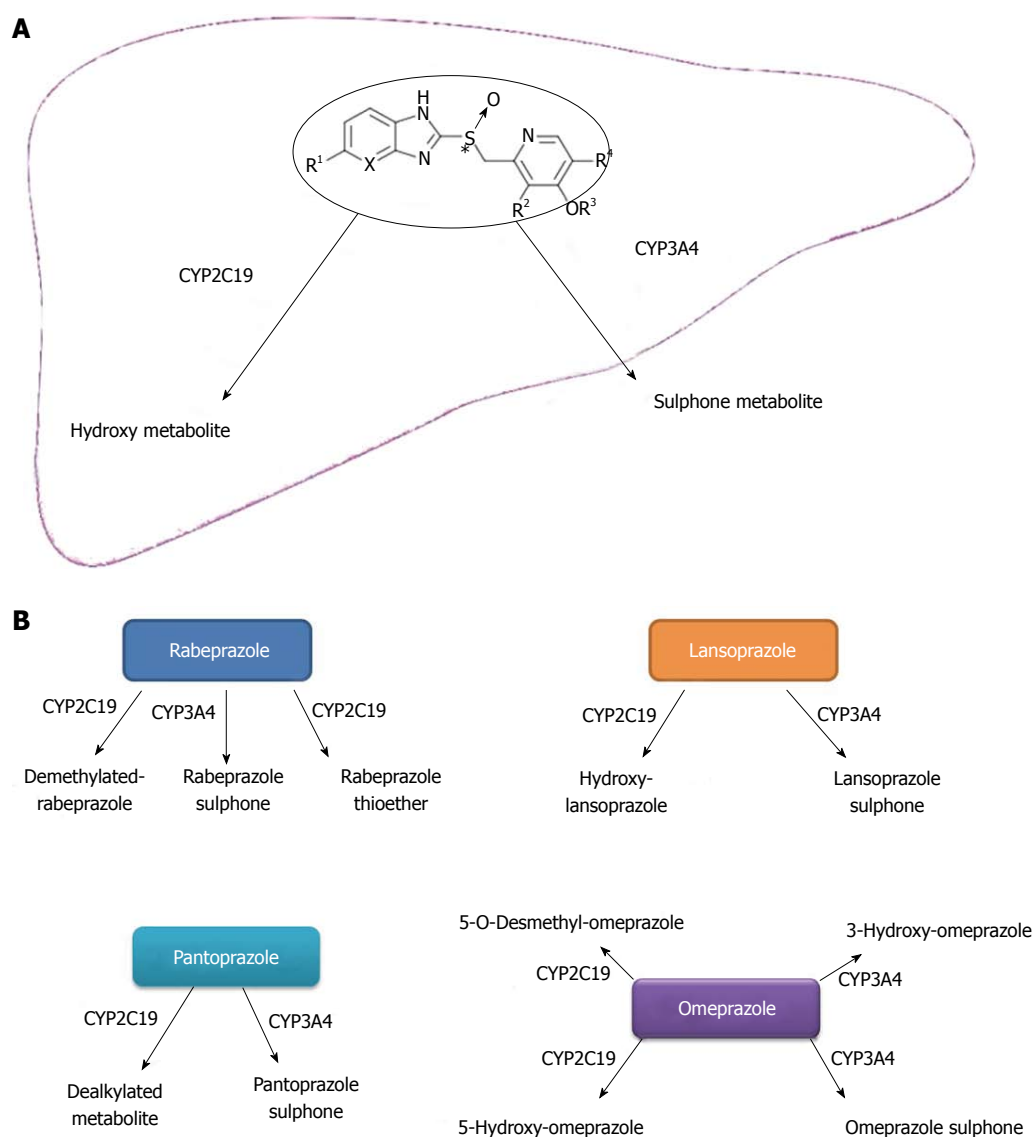 A
H
N
O
S
*
N
N
X
R¹
R⁴
R²
OR³
CYP2C19
CYP3A4
Hydroxy metabolite
Sulphone metabolite
B
Rabeprazole
CYP2C19
CYP3A4
CYP2C19
Demethylated-
rabeprazole
Rabeprazole
sulphone
Rabeprazole
thioether
Lansoprazole
CYP2C19
CYP3A4
Hydroxy-
lansoprazole
Lansoprazole
sulphone
Pantoprazole
CYP2C19
CYP3A4
Dealkylated
metabolite
Pantoprazole
sulphone
5-O-Desmethyl-omeprazole
3-Hydroxy-omeprazole
CYP2C19
CYP3A4
Omeprazole
CYP2C19
CYP3A4
5-Hydroxy-omeprazole
Omeprazole sulphone